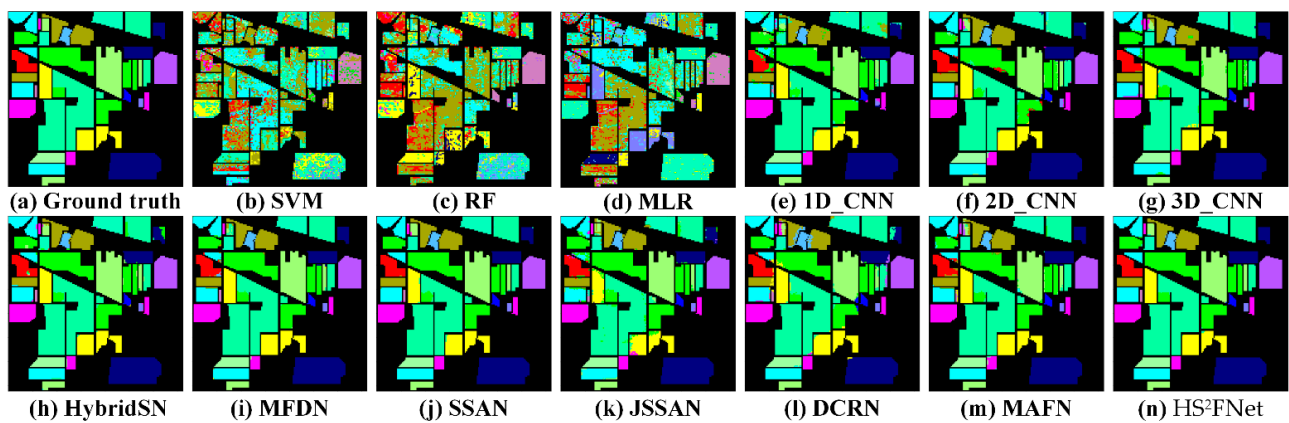 (a) Ground truth (b) SVM (c) RF (d) MLR (e) 1D_CNN (f) 2D_CNN (g) 3D_CNN
(h) HybridSN (i) MFDN (j) SSAN (k) JSSAN (l) DCRN (m) MAFN (n) HS²FNet